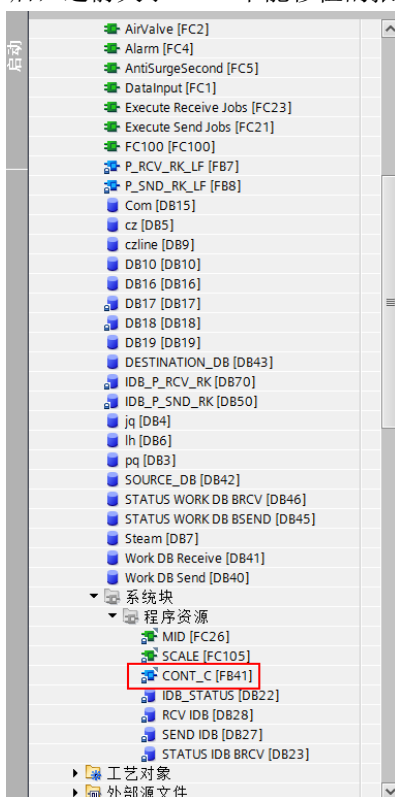 启动
AirValve [FC2]
Alarm [FC4]
AntiSurgeSecond [FC5]
DataInput [FC1]
Execute Receive Jobs [FC23]
Execute Send Jobs [FC21]
FC100 [FC100]
P_RCV_RK_LF [FB7]
P_SND_RK_LF [FB8]
Com [DB15]
cz [DB5]
czline [DB9]
DB10 [DB10]
DB16 [DB16]
DB17 [DB17]
DB18 [DB18]
DB19 [DB19]
DESTINATION_DB [DB43]
IDB_P_RCV_RK [DB70]
IDB_P_SND_RK [DB50]
jq [DB4]
lh [DB6]
pq [DB3]
SOURCE_DB [DB42]
STATUS WORK DB BRCV [DB46]
STATUS WORK DB BSEND [DB45]
Steam [DB7]
Work DB Receive [DB41]
Work DB Send [DB40]
系统块
程序资源
MID [FC26]
SCALE [FC105]
CONT_C [FB41]
IDB_STATUS [DB22]
RCV IDB [DB28]
SEND IDB [DB27]
STATUS IDB BRCV [DB23]
工艺对象
外部源文件